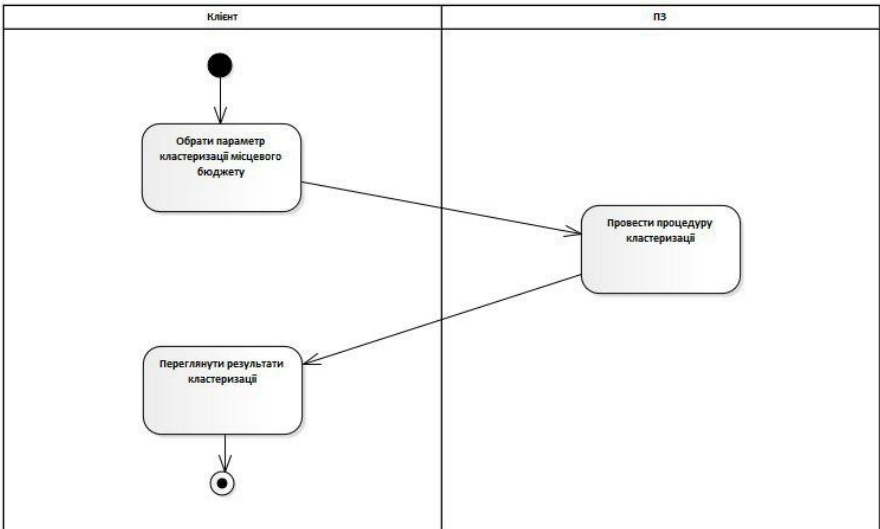 Клієнт
ПЗ
Обрати параметр
кластеризації місцевого
бюджету
Провести процедуру
кластеризації
Переглянути результати
кластеризації